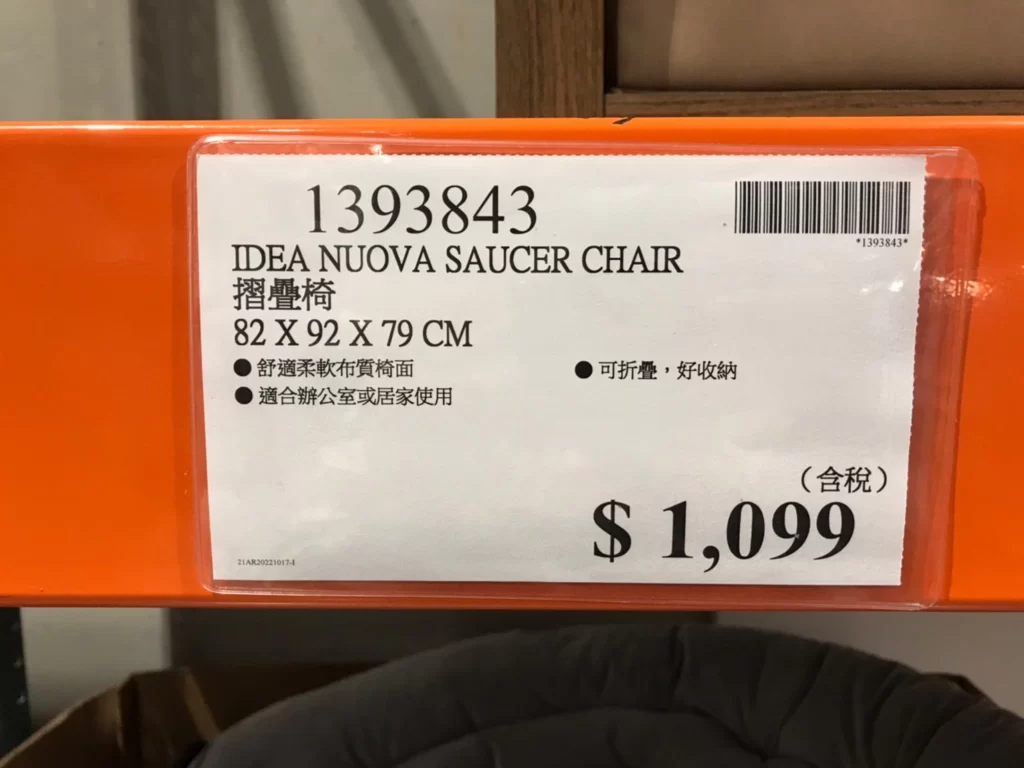 1393843
*1393843*
IDEA NUOVA SAUCER CHAIR
摺疊椅
82 X 92 X 79 CM
●舒適柔軟布質椅面
●可折疊，好收納
●適合辦公室或居家使用
（含稅）
$ 1,099
21AR20221017-I